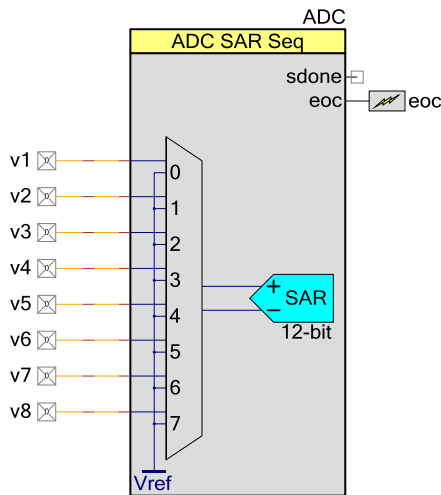 ADC
ADC SAR Seq
sdone
eoc
eoc
v1
0
v2
1
v3
2
v4
3
v5
4
v6
5
v7
6
v8
7
+
SAR
−
12-bit
Vref